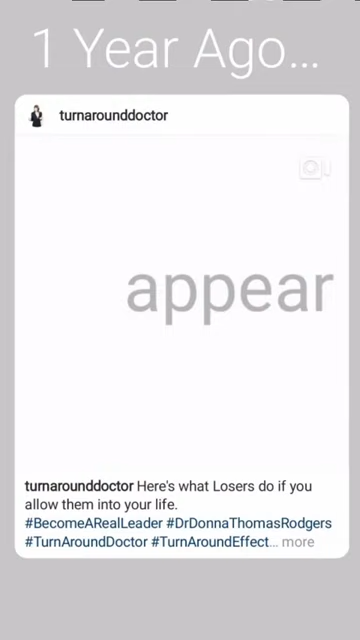 1 Year Ago...
turnarounddoctor
appear
turnarounddoctor Here's what Losers do if you
allow them into your life.
#BecomeARealLeader #DrDonnaThomasRodgers
#TurnAroundDoctor #TurnAroundEffect... more